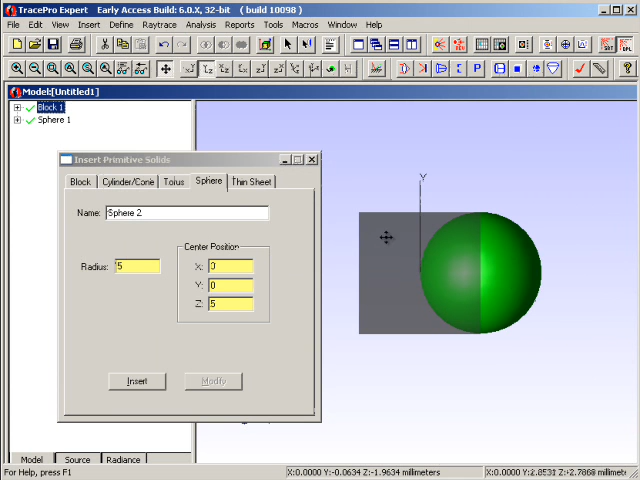 TracePro Expert Early Access Build: 6.0.X, 32-bit ( build 10098 )
File Edit View Insert Define Raytrace Analysis Reports Tools Macros Window Help
Model:[Untitled1]
Block 1
Sphere 1
Insert Primitive Solids
Block Cylinder/Cone Torus Sphere Thin Sheet
Name: Sphere 2
Center Position
Radius: 5
X: 0
Y: 0
Z: 5
Insert Modify
Y
Model Source Radiance
For Help, press F1 X:0.0000 Y:-0.0634 Z:-1.9634 millimeters X:0.0000 Y:2.8531 Z:-2.7868 millimet